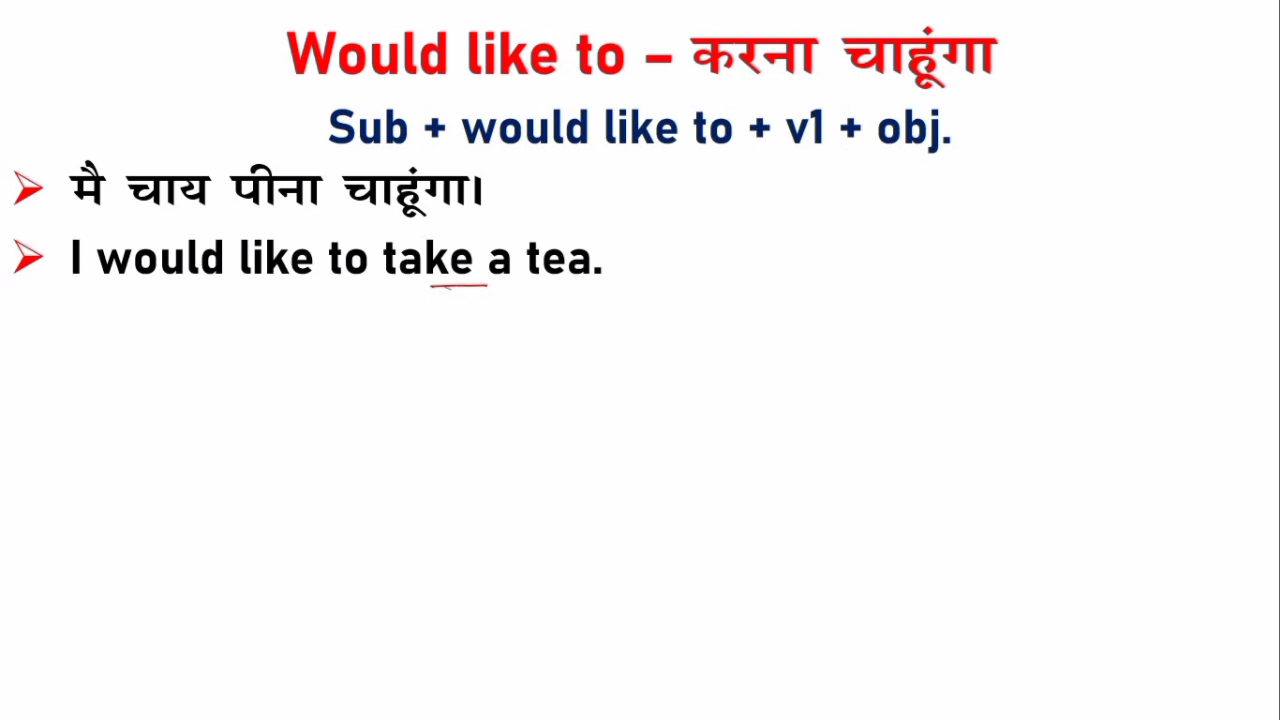 Would like to – करना चाहूंगा
Sub + would like to + v1 + obj.
मै चाय पीना चाहूंगा।
I would like to take a tea.